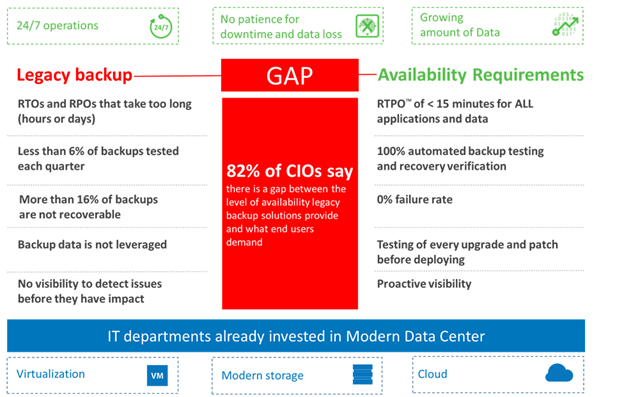 24/7 operations
24/7
No patience for
downtime and data loss
Growing
amount of Data
Legacy backup
GAP
Availability Requirements
RTOs and RPOs that take too long
(hours or days)
RTPO™ of < 15 minutes for ALL
applications and data
Less than 6% of backups tested
each quarter
100% automated backup testing
and recovery verification
82% of CIOs say
there is a gap between the
level of availability legacy
backup solutions provide
and what end users
demand
More than 16% of backups
are not recoverable
0% failure rate
Backup data is not leveraged
Testing of every upgrade and patch
before deploying
No visibility to detect issues
before they have impact
Proactive visibility
IT departments already invested in Modern Data Center
Virtualization
VM
Modern storage
Cloud